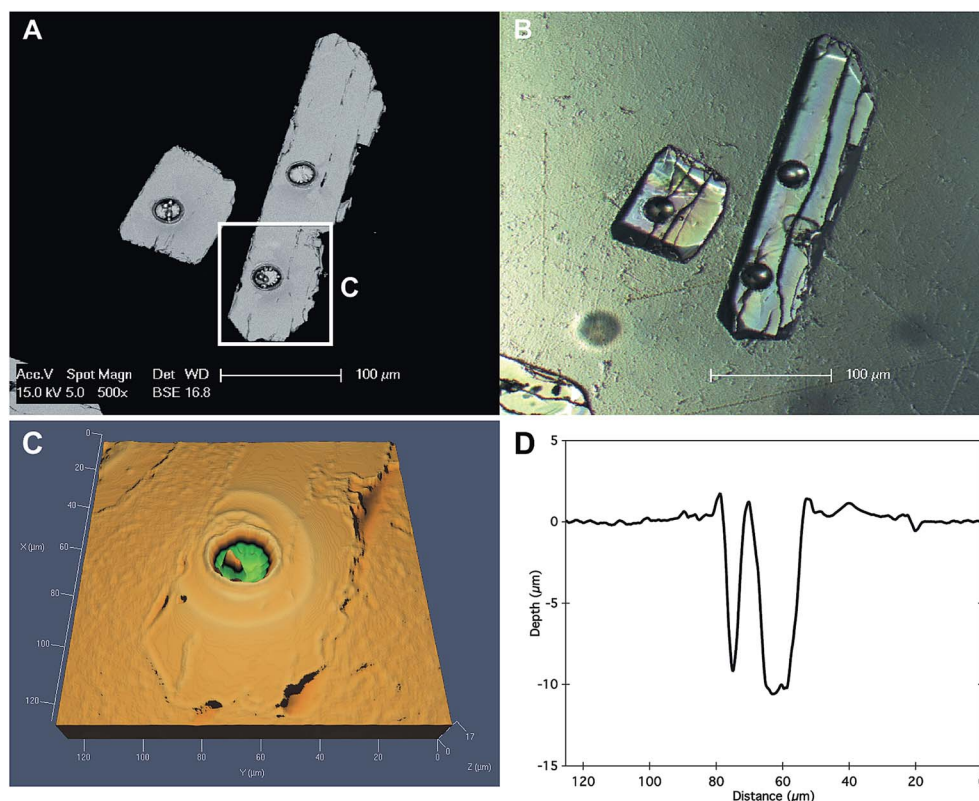 A
C
Acc.V Spot Magn Det WD
15.0 kV 5.0 500x BSE 16.8
100 µm
B
100 µm
C
0
20
40
60
80
100
120
X (µm)
120 100 80 60 40 20 0
Y (µm)
17
0
Z (µm)
D
5
0
-5
-10
-15
Depth (µm)
120 100 80 60 40 20
Distance (µm)